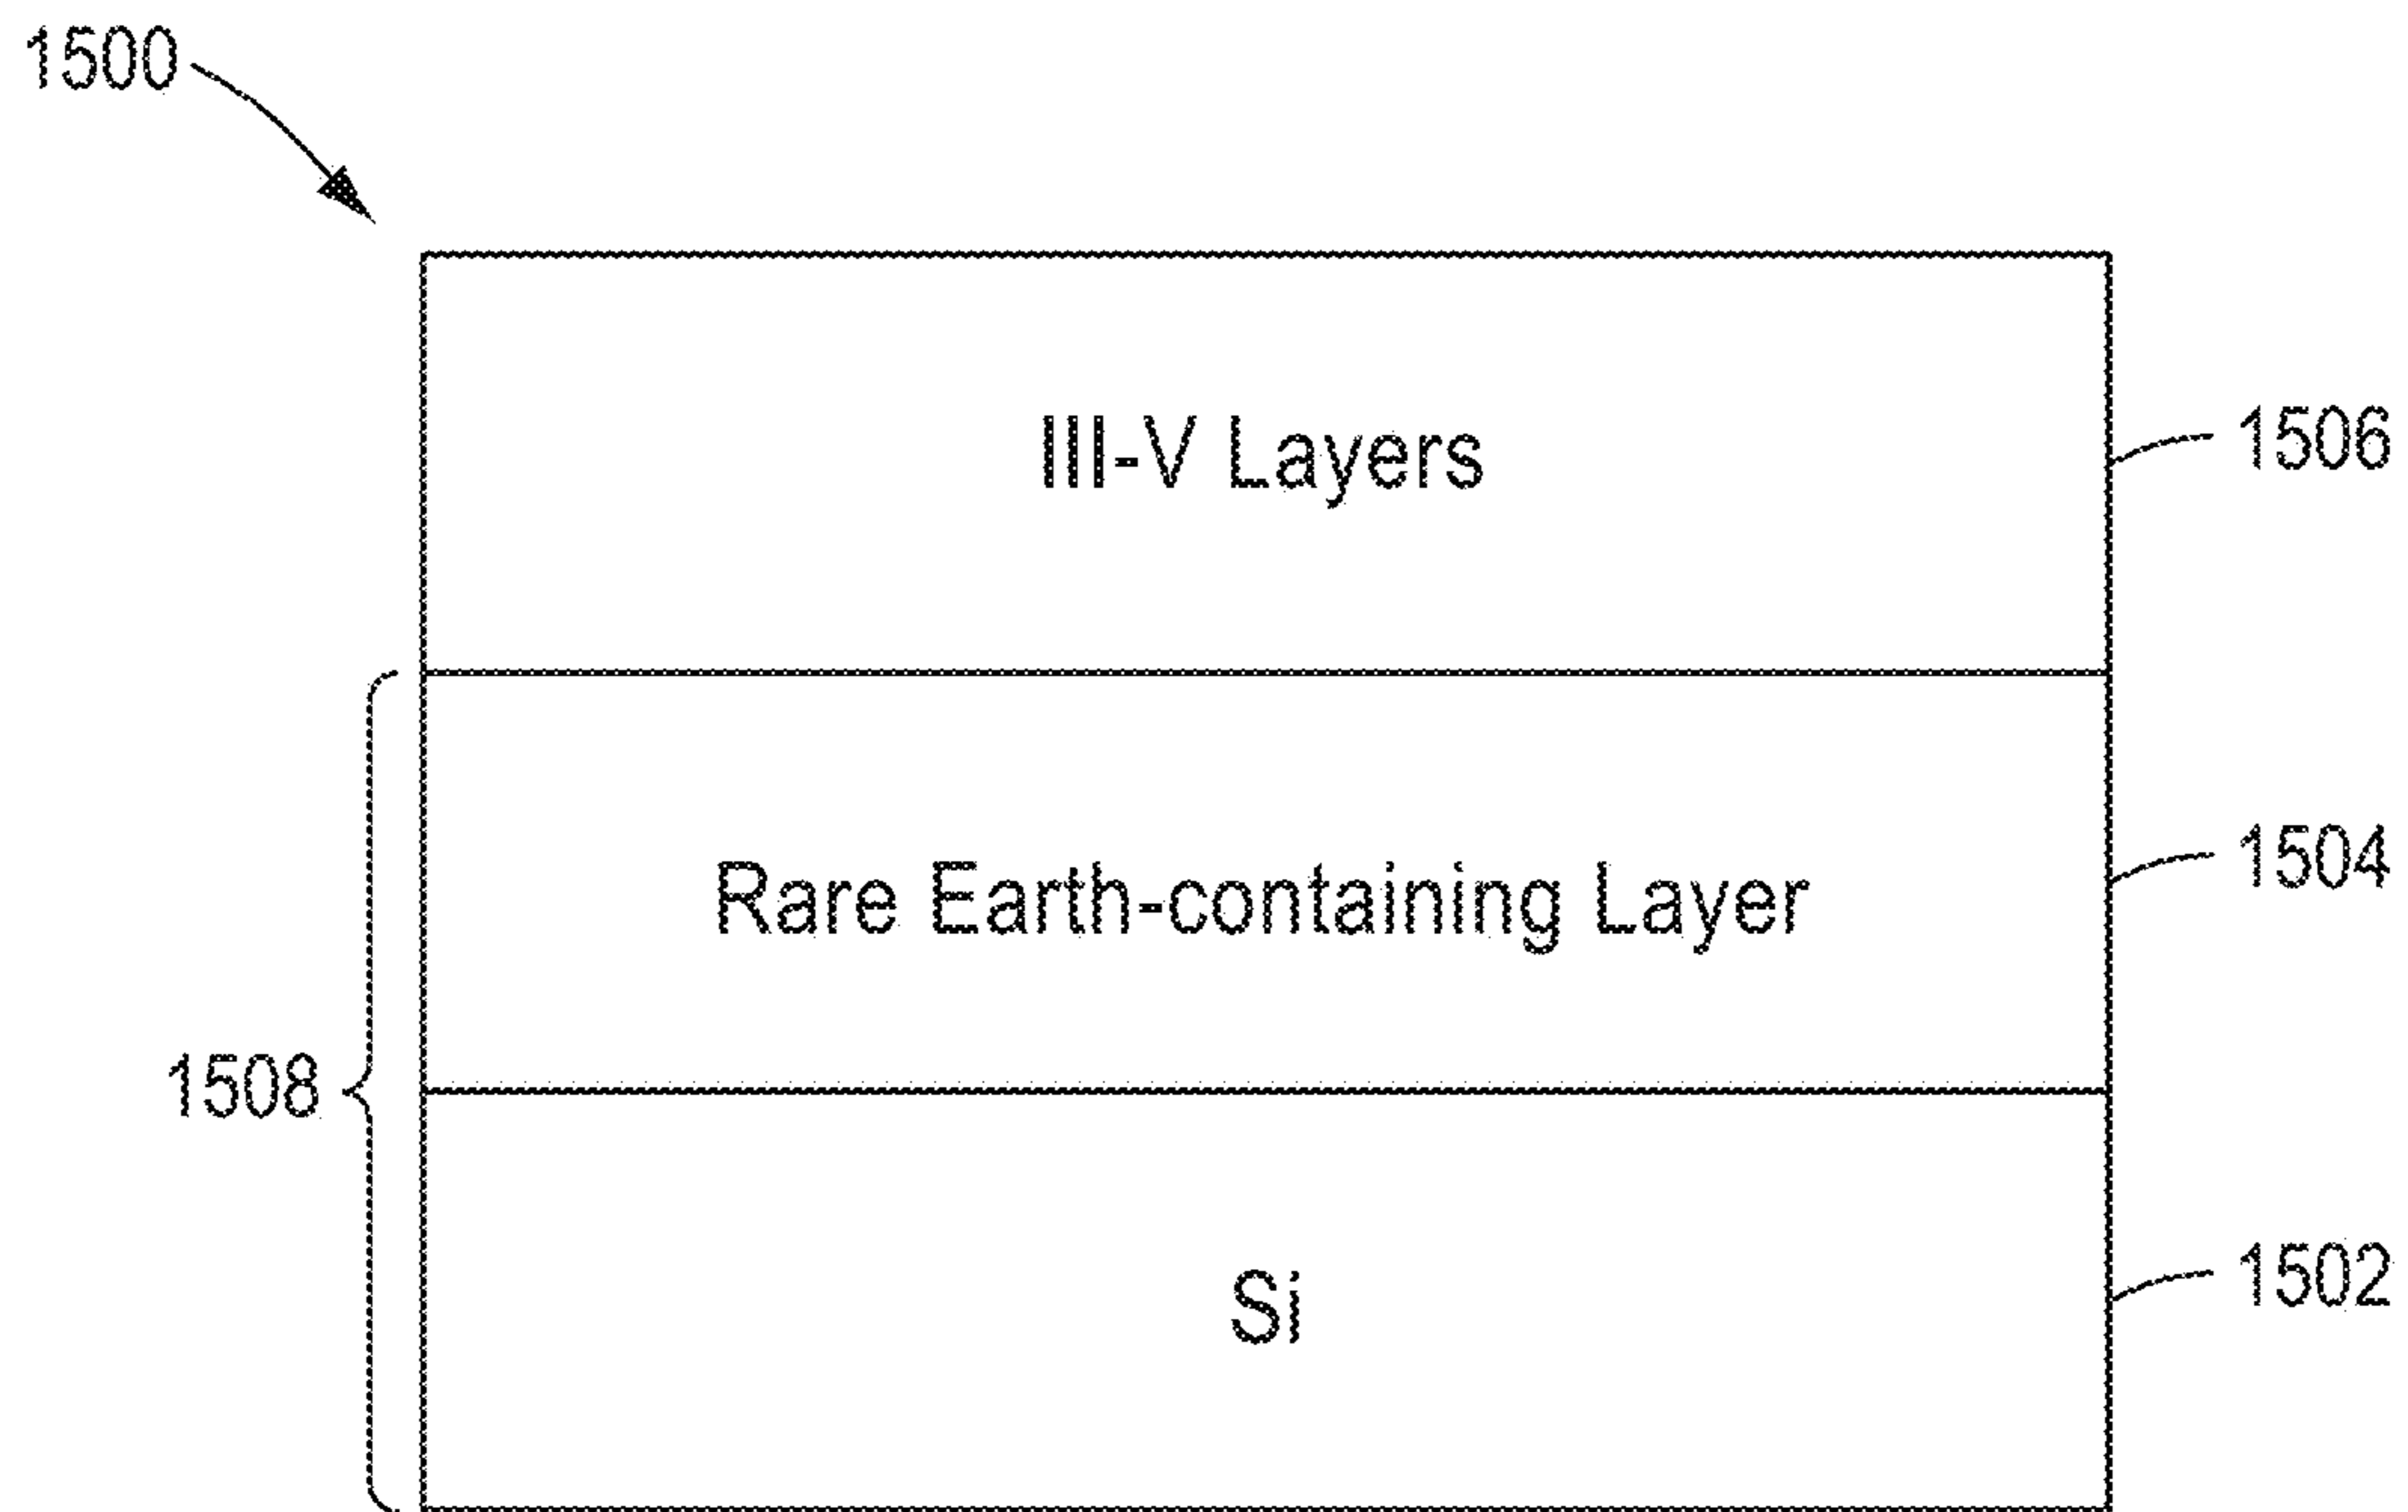 1500
III-V Layers
1506
Rare Earth-containing Layer
1504
1508
Si
1502